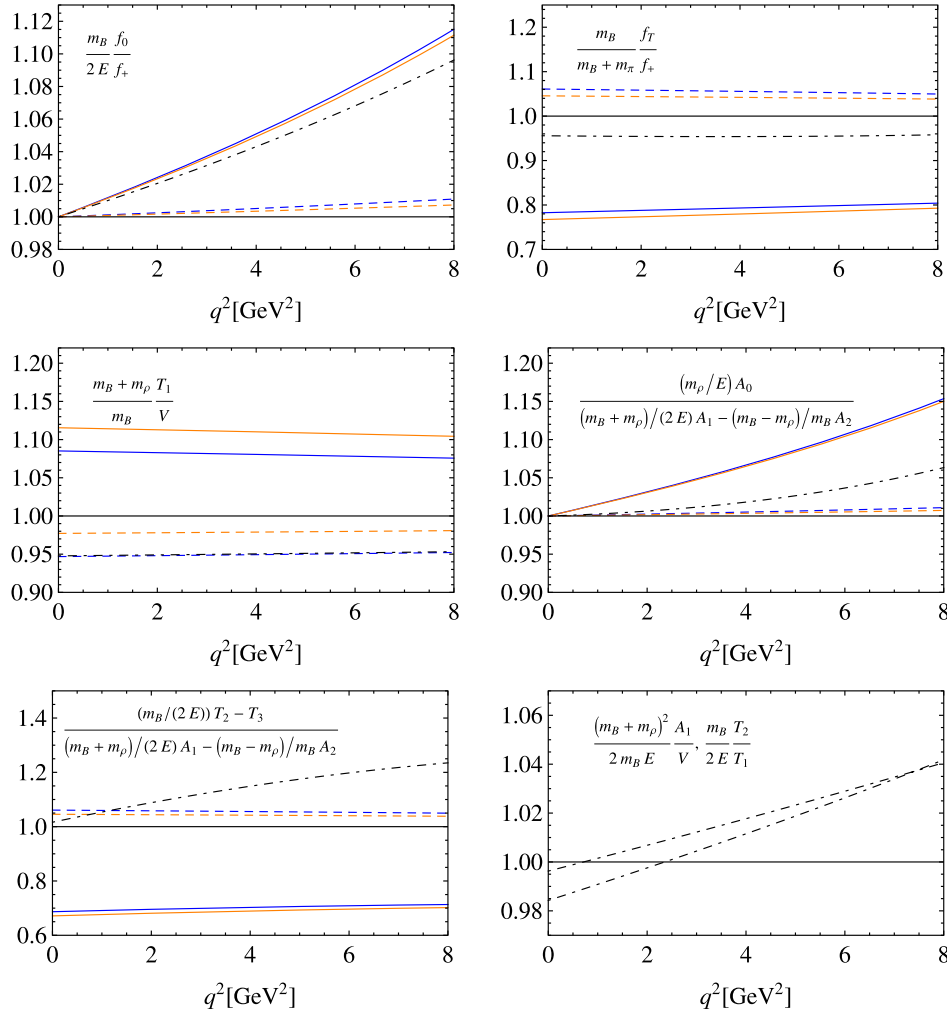 1.12
1.10
1.08
1.06
1.04
1.02
1.00
0.98
m_B/(2 E) f_0/f_+
0 2 4 6 8
q^2[GeV^2]
1.2
1.1
1.0
0.9
0.8
0.7
m_B/(m_B + m_π) f_T/f_+
0 2 4 6 8
q^2[GeV^2]
1.20
1.15
1.10
1.05
1.00
0.95
0.90
(m_B + m_ρ)/m_B T_1/V
0 2 4 6 8
q^2[GeV^2]
1.20
1.15
1.10
1.05
1.00
0.95
0.90
(m_ρ/E) A_0
(m_B + m_ρ)/(2 E) A_1 − (m_B − m_ρ)/m_B A_2
0 2 4 6 8
q^2[GeV^2]
1.4
1.2
1.0
0.8
0.6
(m_B/(2 E)) T_2 − T_3
(m_B + m_ρ)/(2 E) A_1 − (m_B − m_ρ)/m_B A_2
0 2 4 6 8
q^2[GeV^2]
1.06
1.04
1.02
1.00
0.98
(m_B + m_ρ)^2/(2 m_B E) A_1/V, m_B/(2 E) T_2/T_1
0 2 4 6 8
q^2[GeV^2]